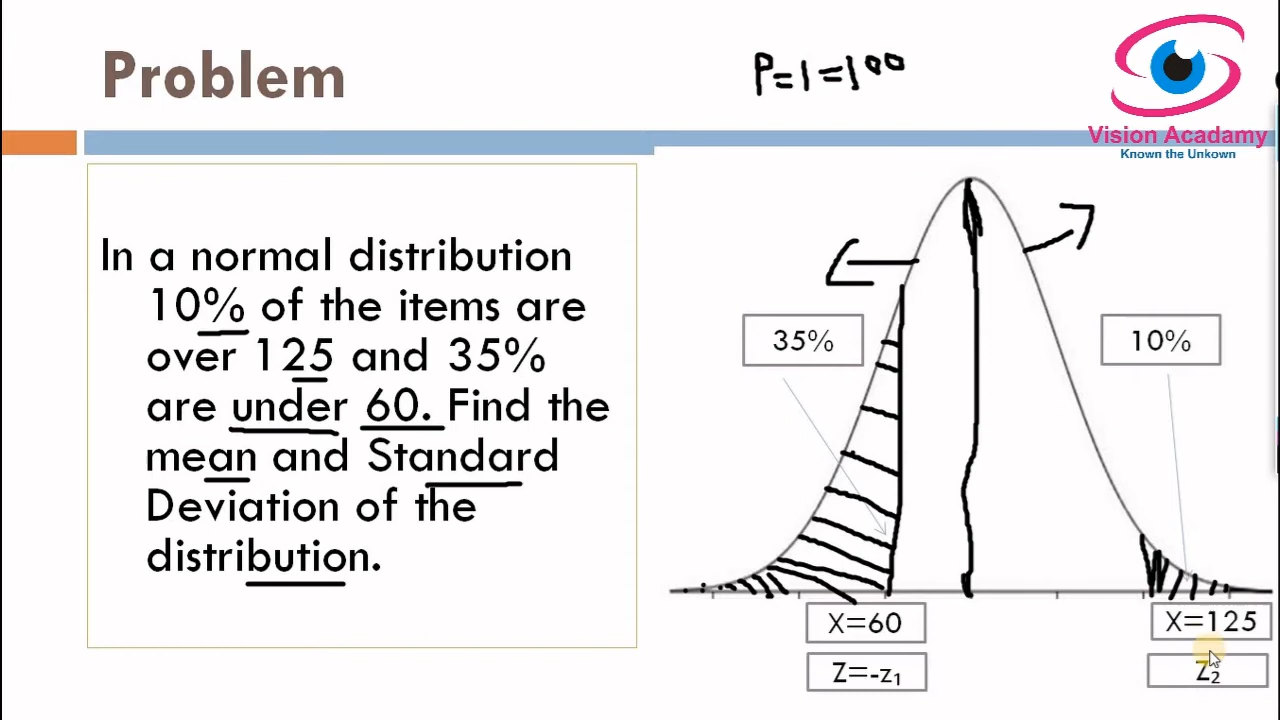 Problem
P=1=100
Vision Acadamy
Known the Unkown
In a normal distribution
10% of the items are
over 125 and 35%
are under 60. Find the
mean and Standard
Deviation of the
distribution.
35%
10%
X=60
X=125
Z=-z₁
Z₂